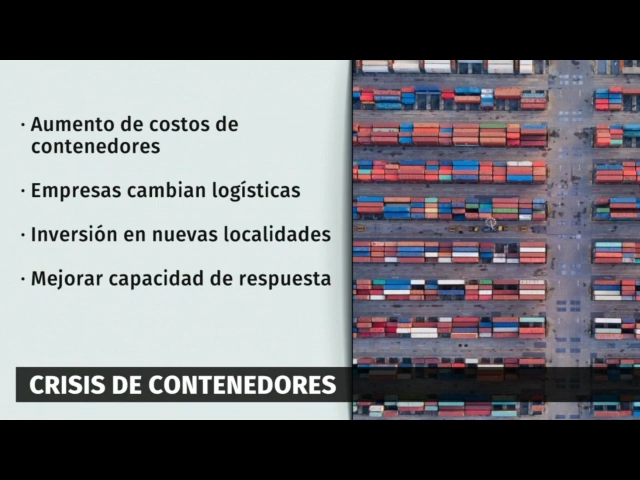 · Aumento de costos de
contenedores
· Empresas cambian logísticas
· Inversión en nuevas localidades
· Mejorar capacidad de respuesta
CRISIS DE CONTENEDORES